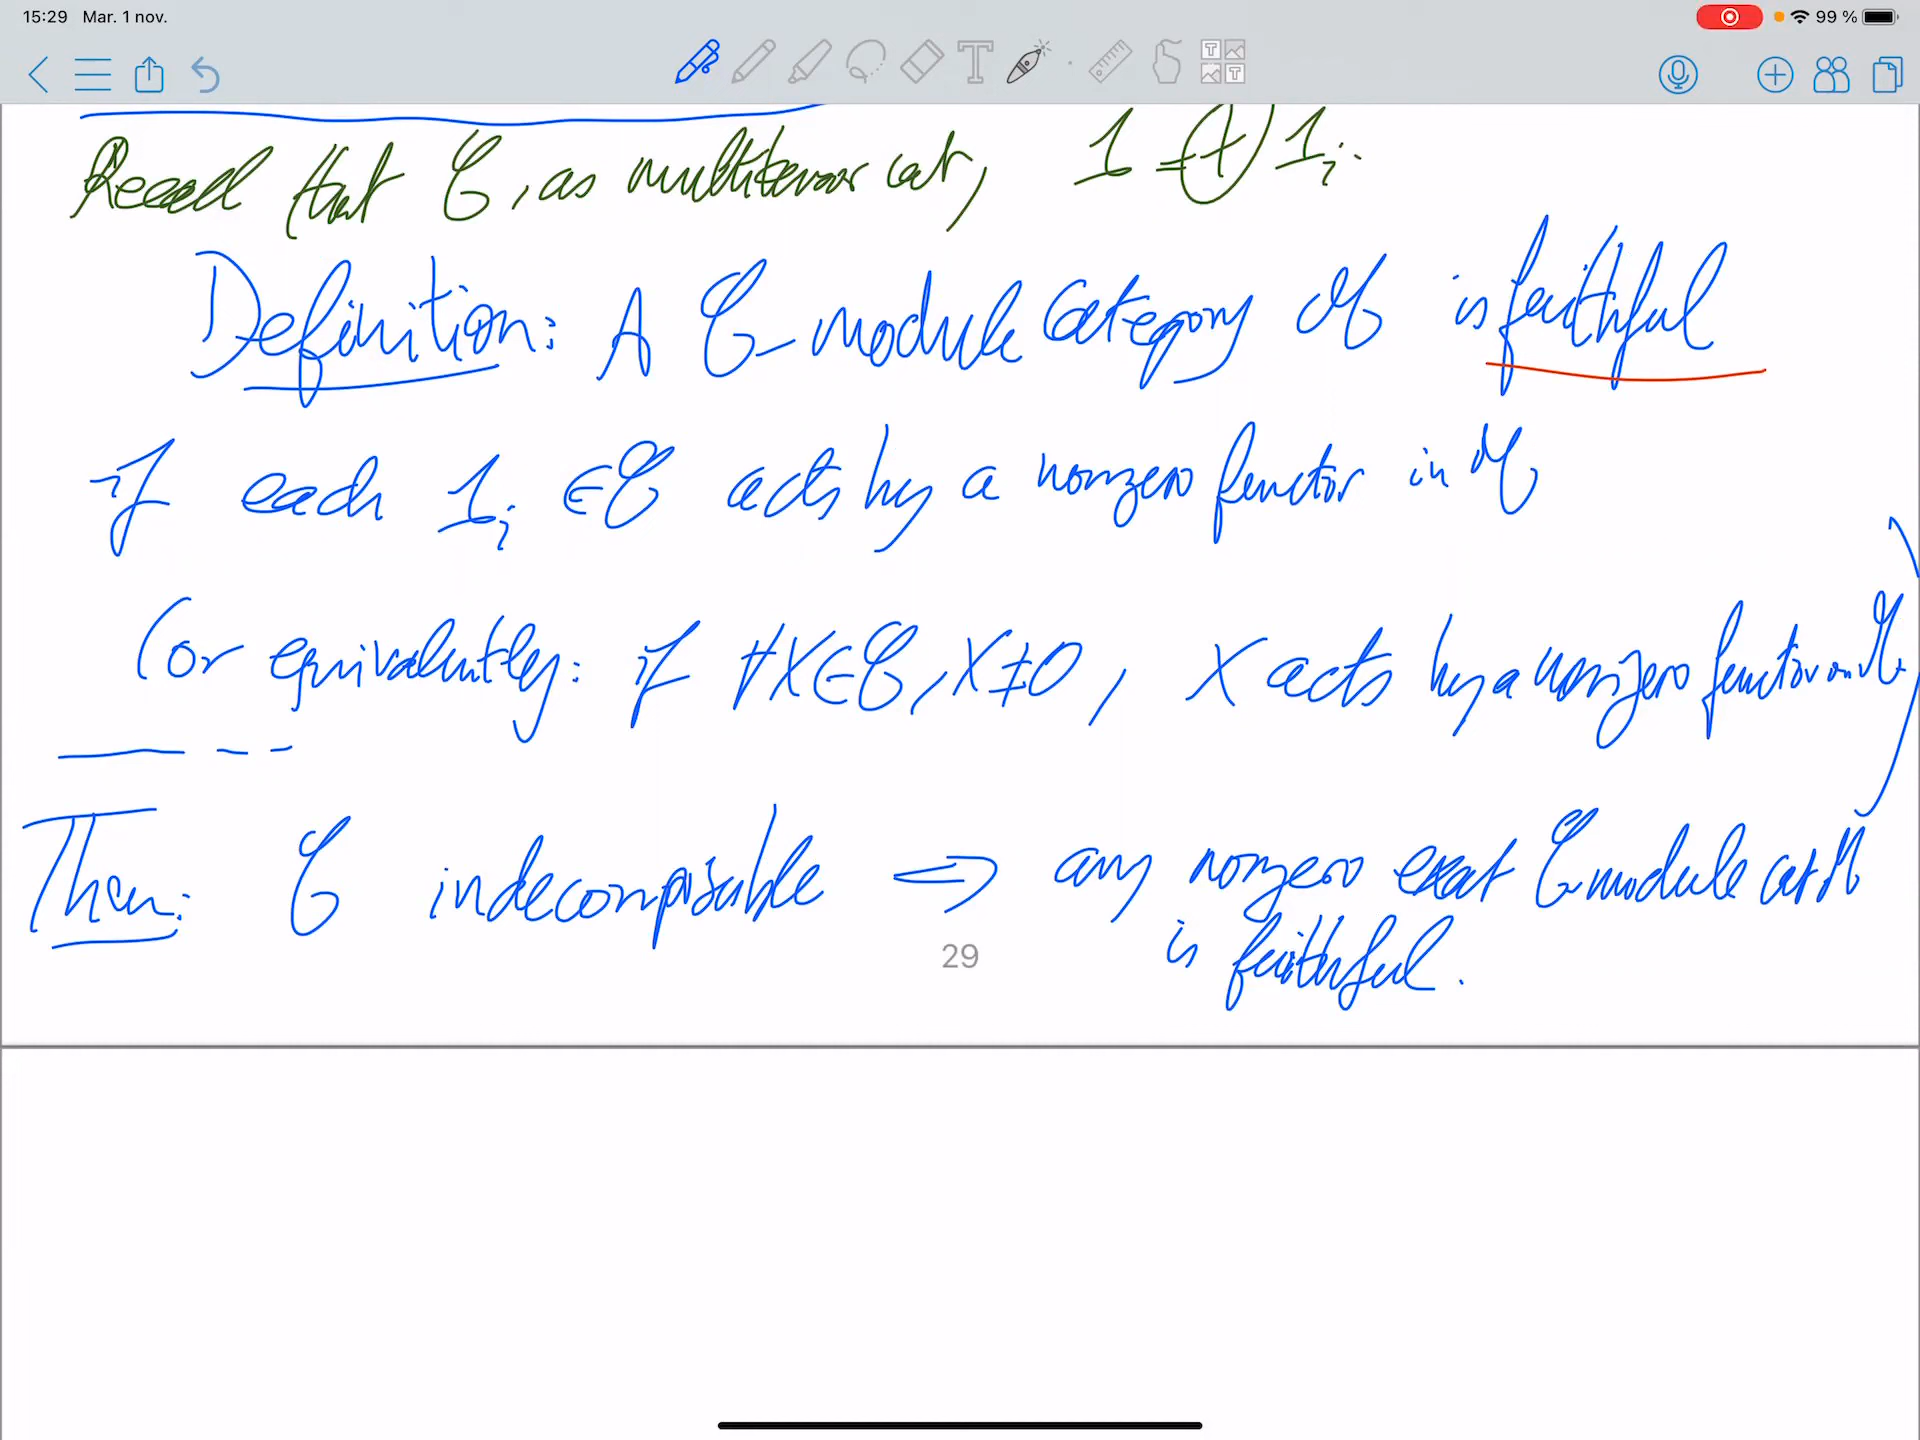 15:29 Mar. 1 nov. 99 %
Recall that 𝒞, as multitensor cat, 1 = ⊕ 1ᵢ.
Definition: A 𝒞-module category ℳ is faithful
if each 1ᵢ ∈ 𝒞 acts by a nonzero functor in ℳ
(or equivalently: if ∀X∈𝒞, X≠0, X acts by a nonzero functor on ℳ)
Then: 𝒞 indecomposable ⇒ any nonzero exact 𝒞-module cat ℳ
is faithful.
29